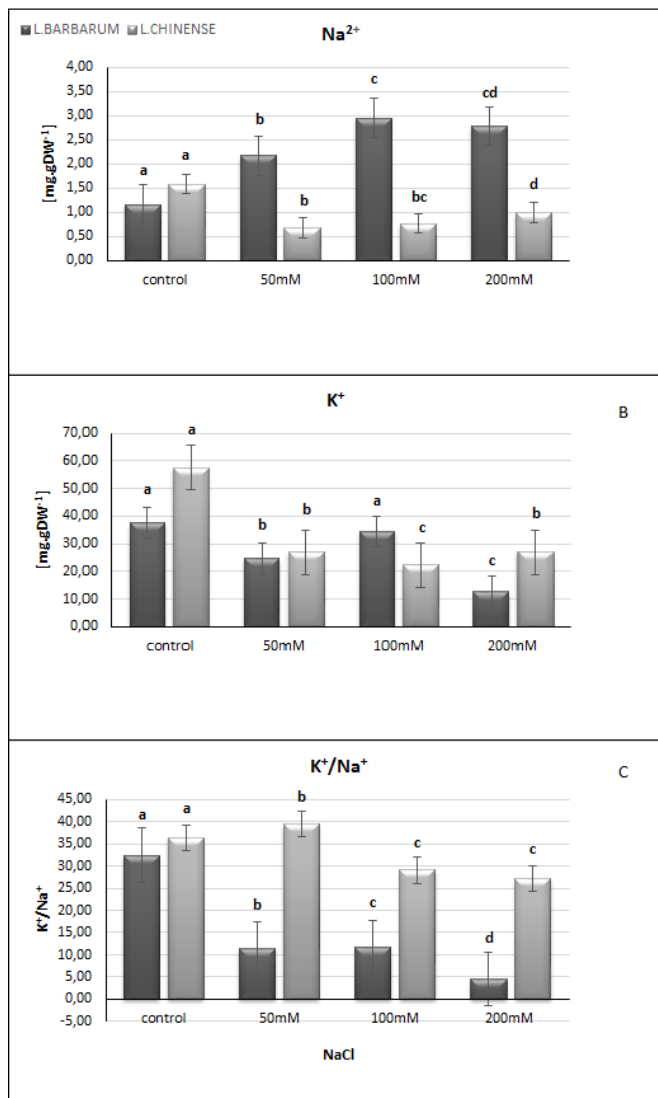 L.BARBARUM L.CHINENSE
Na²⁺
4,00
3,50
3,00
2,50
2,00
1,50
1,00
0,50
0,00
[mg.gDW⁻¹]
a a b b c bc cd d
control 50mM 100mM 200mM
K⁺
B
70,00
60,00
50,00
40,00
30,00
20,00
10,00
0,00
[mg.gDW⁻¹]
a a b b a c c b
control 50mM 100mM 200mM
K⁺/Na⁺
C
45,00
40,00
35,00
30,00
25,00
20,00
15,00
10,00
5,00
0,00
-5,00
K⁺/Na⁺
a a b b c c d c
control 50mM 100mM 200mM
NaCl